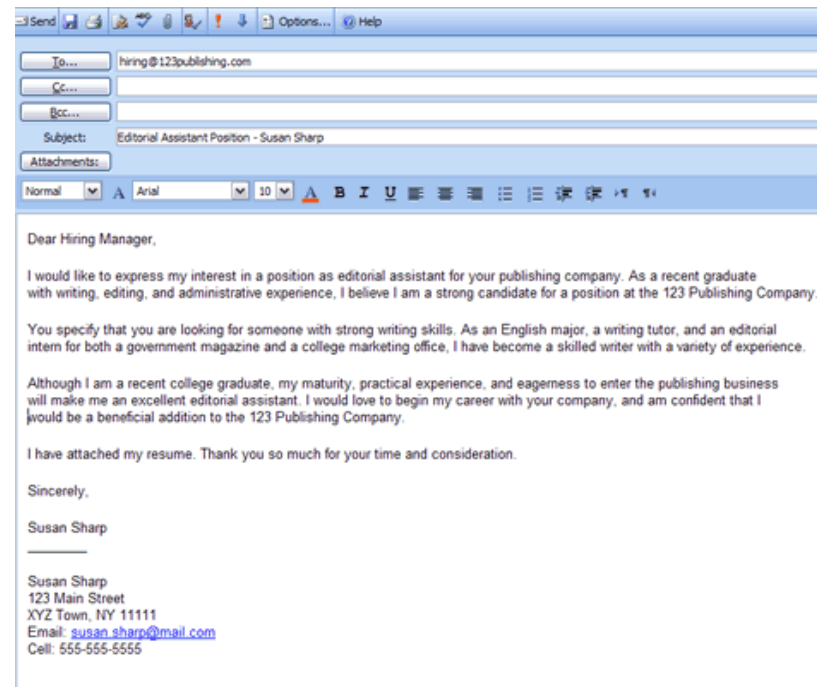 Send Options... Help
To... hiring@123publishing.com
Cc...
Bcc...
Subject: Editorial Assistant Position - Susan Sharp
Attachments:
Normal A Arial 10 A B I U
Dear Hiring Manager,
I would like to express my interest in a position as editorial assistant for your publishing company. As a recent graduate
with writing, editing, and administrative experience, I believe I am a strong candidate for a position at the 123 Publishing Company.
You specify that you are looking for someone with strong writing skills. As an English major, a writing tutor, and an editorial
intern for both a government magazine and a college marketing office, I have become a skilled writer with a variety of experience.
Although I am a recent college graduate, my maturity, practical experience, and eagerness to enter the publishing business
will make me an excellent editorial assistant. I would love to begin my career with your company, and am confident that I
would be a beneficial addition to the 123 Publishing Company.
I have attached my resume. Thank you so much for your time and consideration.
Sincerely,
Susan Sharp
Susan Sharp
123 Main Street
XYZ Town, NY 11111
Email: susan.sharp@mail.com
Cell: 555-555-5555